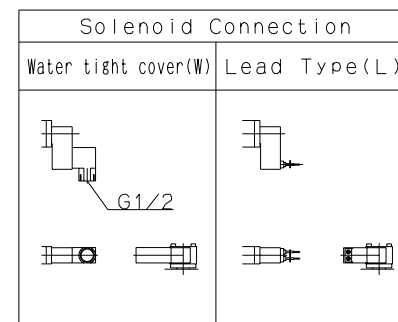 Solenoid Connection
Water tight cover(W)
Lead Type(L)
G1/2